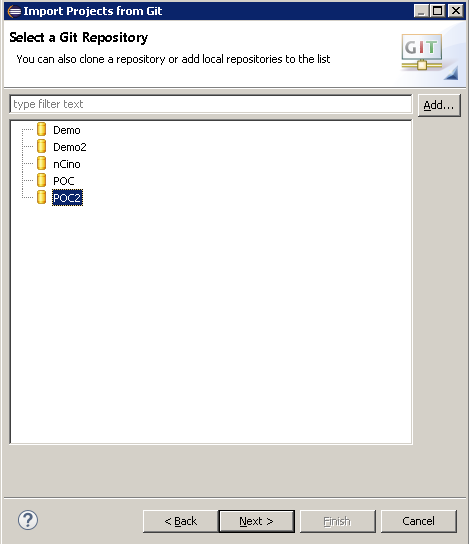 Import Projects from Git
Select a Git Repository
You can also clone a repository or add local repositories to the list
GIT
type filter text
Add...
Demo
Demo2
nCino
POC
POC2
?
< Back
Next >
Finish
Cancel